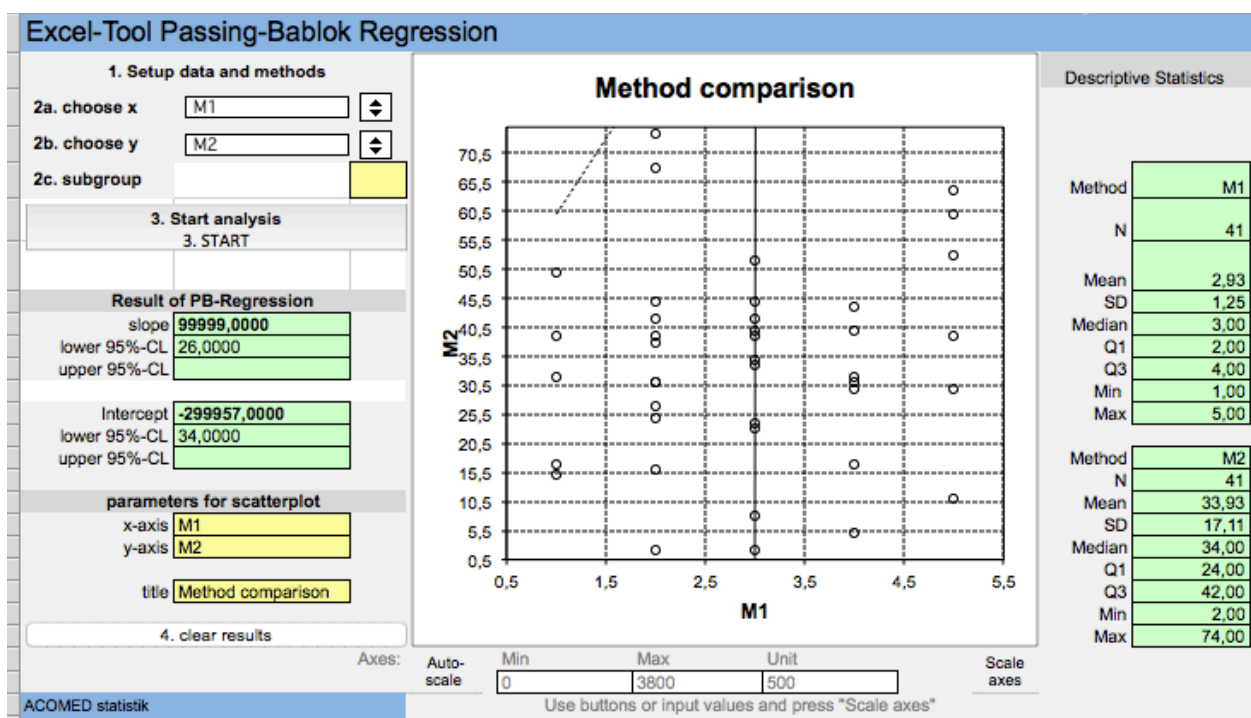 Excel-Tool Passing-Bablok Regression
1. Setup data and methods
2a. choose x M1
2b. choose y M2
2c. subgroup
3. Start analysis
3. START
Result of PB-Regression
slope 99999,0000
lower 95%-CL 26,0000
upper 95%-CL
Intercept -299957,0000
lower 95%-CL 34,0000
upper 95%-CL
parameters for scatterplot
x-axis M1
y-axis M2
title Method comparison
4. clear results
ACOMED statistik
Method comparison
M2
70,5
65,5
60,5
55,5
50,5
45,5
40,5
35,5
30,5
25,5
20,5
15,5
10,5
5,5
0,5
0,5 1,5 2,5 3,5 4,5 5,5
M1
Axes:
Auto-scale
Min Max Unit
0 3800 500
Scale axes
Use buttons or input values and press "Scale axes"
Descriptive Statistics
Method M1
N 41
Mean 2,93
SD 1,25
Median 3,00
Q1 2,00
Q3 4,00
Min 1,00
Max 5,00
Method M2
N 41
Mean 33,93
SD 17,11
Median 34,00
Q1 24,00
Q3 42,00
Min 2,00
Max 74,00